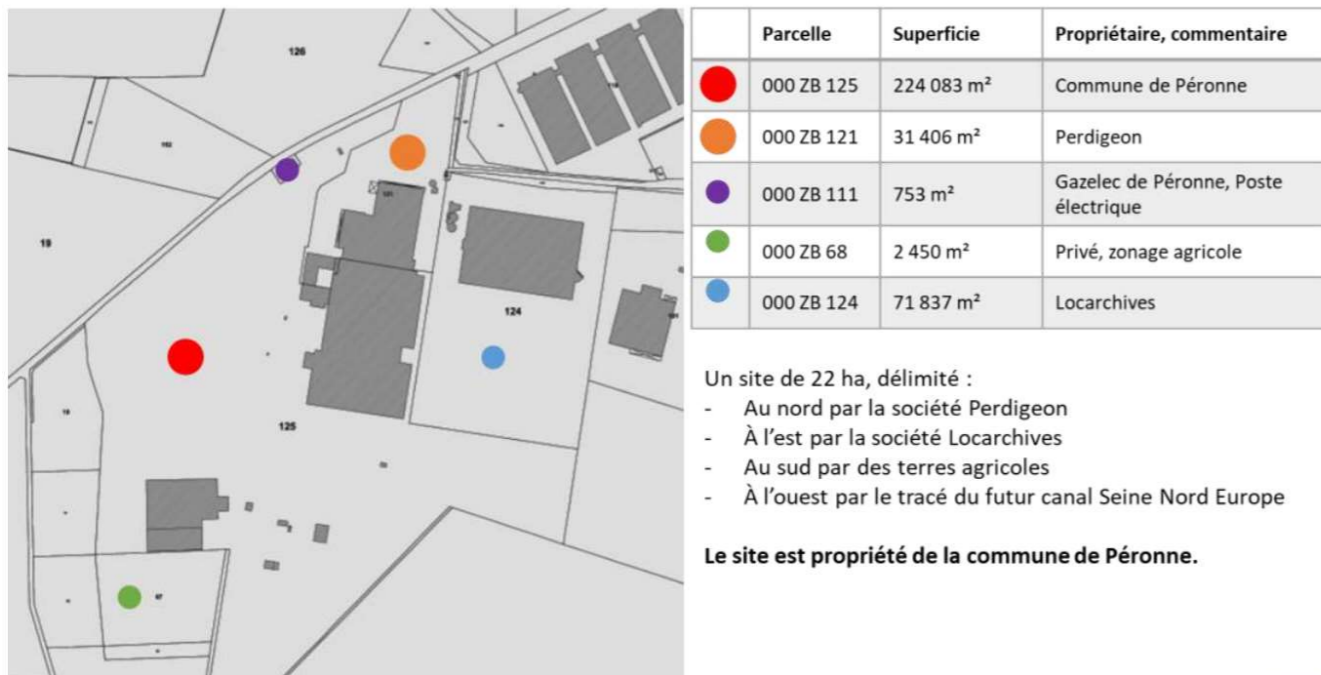 126
102
19
121
124
125
67
Parcelle Superficie Propriétaire, commentaire
000 ZB 125 224 083 m² Commune de Péronne
000 ZB 121 31 406 m² Perdigeon
000 ZB 111 753 m² Gazelec de Péronne, Poste
électrique
000 ZB 68 2 450 m² Privé, zonage agricole
000 ZB 124 71 837 m² Locarchives
Un site de 22 ha, délimité :
- Au nord par la société Perdigeon
- À l’est par la société Locarchives
- Au sud par des terres agricoles
- À l’ouest par le tracé du futur canal Seine Nord Europe
Le site est propriété de la commune de Péronne.